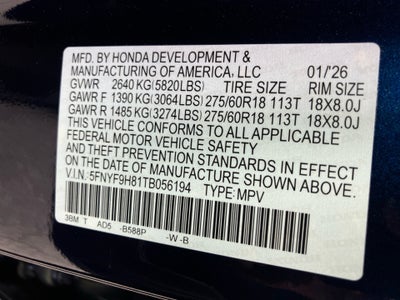 MFD. BY HONDA DEVELOPMENT &
MANUFACTURING OF AMERICA, LLC 01/26
GVWR 2640 KG(5820LBS) TIRE SIZE RIM SIZE
GAWR F 1390 KG(3064LBS) 275/60R18 113T 18X8.0J
GAWR R 1485 KG(3274LBS) 275/60R18 113T 18X8.0J
THIS VEHICLE CONFORMS TO ALL APPLICABLE
FEDERAL MOTOR VEHICLE SAFETY
AND THEFT PREVENTION STANDARDS IN EFFECT
ON THE DATE OF MANUFACTURE SHOWN ABOVE.
V.I.N.: 5FNYF9H81TB056194 TYPE: MPV
3BM T AD5 -B588P -W -B